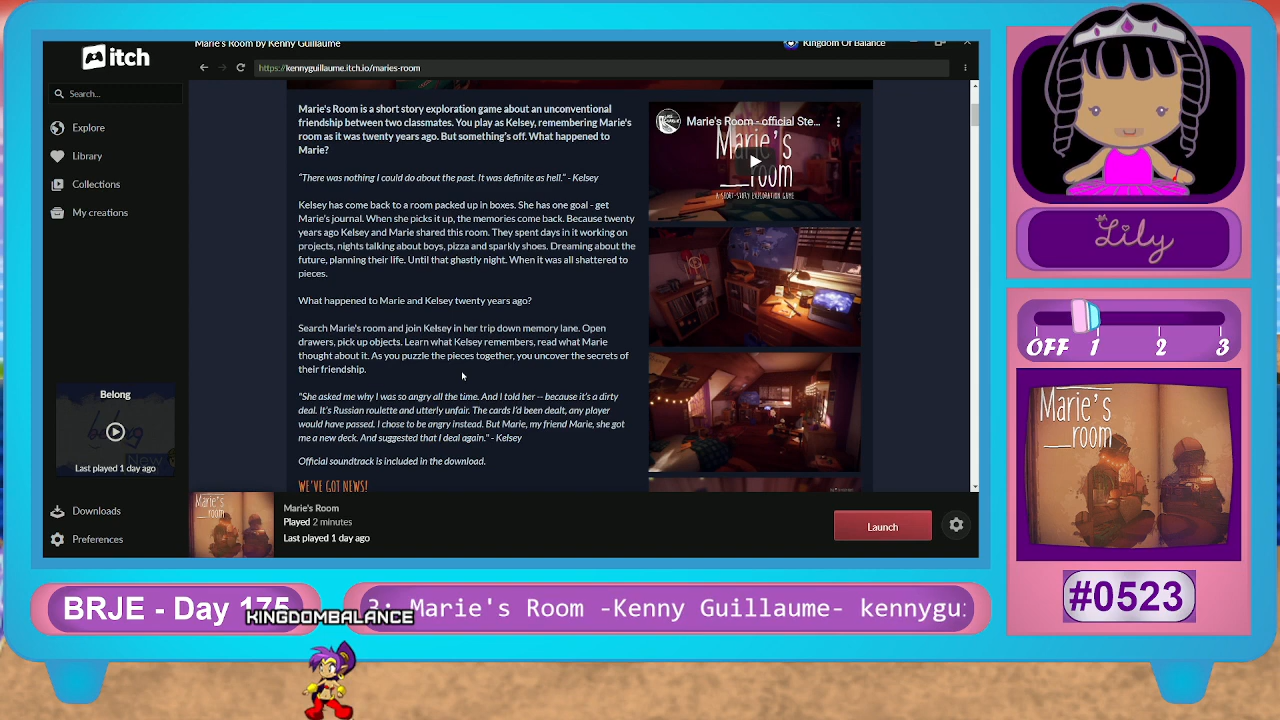 itch
Marie's Room by Kenny Guillaume
Kingdom Of Balance
https://kennyguillaume.itch.io/maries-room
Search...
Explore
Library
Collections
My creations
Belong
Last played 1 day ago
Downloads
Preferences
Marie's Room is a short story exploration game about an unconventional
friendship between two classmates. You play as Kelsey, remembering Marie's
room as it was twenty years ago. But something's off. What happened to
Marie?
"There was nothing I could do about the past. It was definite as hell." - Kelsey
Kelsey has come back to a room packed up in boxes. She has one goal - get
Marie's journal. When she picks it up, the memories come back. Because twenty
years ago Kelsey and Marie shared this room. They spent days in it working on
projects, nights talking about boys, pizza and sparkly shoes. Dreaming about the
future, planning their life. Until that ghastly night. When it was all shattered to
pieces.
What happened to Marie and Kelsey twenty years ago?
Search Marie's room and join Kelsey in her trip down memory lane. Open
drawers, pick up objects. Learn what Kelsey remembers, read what Marie
thought about it. As you puzzle the pieces together, you uncover the secrets of
their friendship.
"She asked me why I was so angry all the time. And I told her -- because it's a dirty
deal. It's Russian roulette and utterly unfair. The cards I'd been dealt, any player
would have passed. I chose to be angry instead. But Marie, my friend Marie, she got
me a new deck. And suggested that I deal again." - Kelsey
Official soundtrack is included in the download.
WE'VE GOT NEWS!
Marie's Room - official Ste...
Marie's
__room
A SHORT-STORY EXPLORATION GAME
Marie's
room
Marie's Room
Played 2 minutes
Last played 1 day ago
Launch
Lily
OFF 1 2 3
Marie's
__room
#0523
BRJE - Day 175
KINGDOMBALANCE
3: Marie's Room -Kenny Guillaume- kennygu